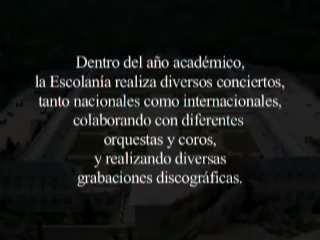 Dentro del año académico,
la Escolanía realiza diversos conciertos,
tanto nacionales como internacionales,
colaborando con diferentes
orquestas y coros,
y realizando diversas
grabaciones discográficas.